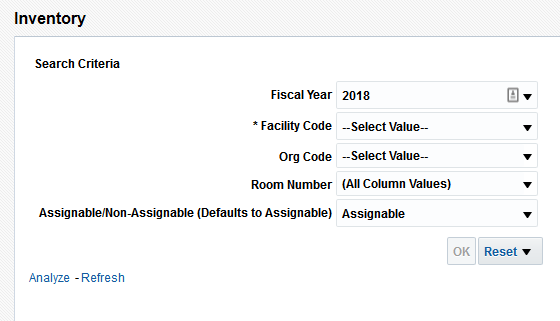 Inventory
Search Criteria
Fiscal Year 2018
* Facility Code --Select Value--
Org Code --Select Value--
Room Number (All Column Values)
Assignable/Non-Assignable (Defaults to Assignable) Assignable
OK Reset
Analyze - Refresh